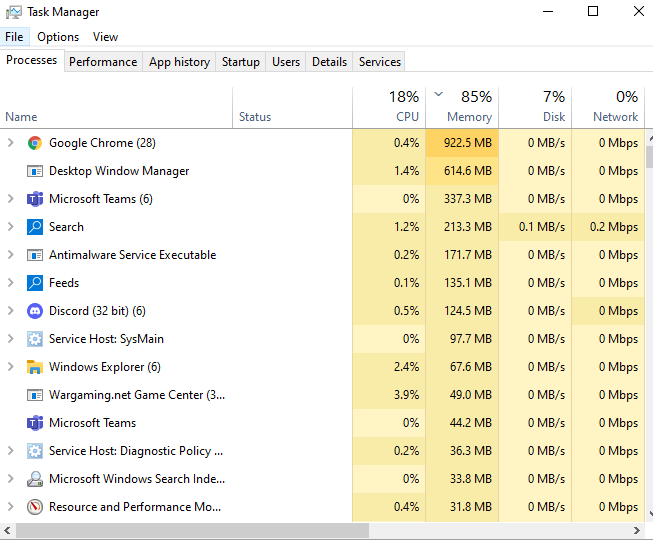 Task Manager
File Options View
Processes Performance App history Startup Users Details Services
18% 85% 7% 0%
Name Status CPU Memory Disk Network
Google Chrome (28) 0.4% 922.5 MB 0 MB/s 0 Mbps
Desktop Window Manager 1.4% 614.6 MB 0 MB/s 0 Mbps
Microsoft Teams (6) 0% 337.3 MB 0 MB/s 0 Mbps
Search 1.2% 213.3 MB 0.1 MB/s 0.2 Mbps
Antimalware Service Executable 0.2% 171.7 MB 0 MB/s 0 Mbps
Feeds 0.1% 135.1 MB 0 MB/s 0 Mbps
Discord (32 bit) (6) 0.5% 124.5 MB 0 MB/s 0 Mbps
Service Host: SysMain 0% 97.7 MB 0 MB/s 0 Mbps
Windows Explorer (6) 2.4% 67.6 MB 0 MB/s 0 Mbps
Wargaming.net Game Center (3... 3.9% 49.0 MB 0 MB/s 0 Mbps
Microsoft Teams 0% 44.2 MB 0 MB/s 0 Mbps
Service Host: Diagnostic Policy ... 0.2% 36.3 MB 0 MB/s 0 Mbps
Microsoft Windows Search Inde... 0% 33.8 MB 0 MB/s 0 Mbps
Resource and Performance Mo... 0.4% 31.8 MB 0 MB/s 0 Mbps